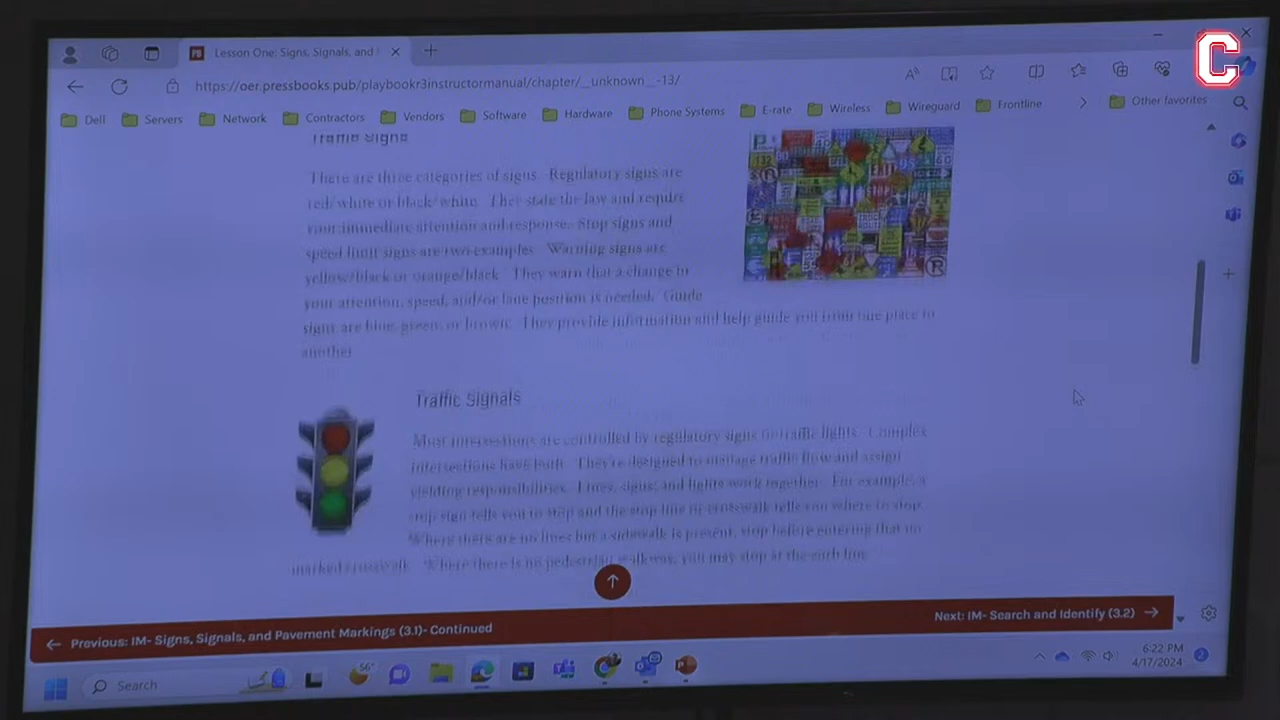 Lesson One: Signs, Signals, and
https://oer.pressbooks.pub/playbookr3instructormanual/chapter/__unknown__-13/
Dell Servers Network Contractors Vendors Software Hardware Phone Systems E-rate Wireless Wireguard Frontline Other favorites
C
Traffic Signs
There are three categories of signs. Regulatory signs are
red/white or black/white. They state the law and require
your immediate attention and response. Stop signs and
speed limit signs are two examples. Warning signs are
yellow/black or orange/black. They warn that a change in
your attention, speed, and/or lane position is needed. Guide
signs are blue, green, or brown. They provide information and help guide you from one place to
another
Traffic Signals
Most intersections are controlled by regulatory signs or traffic lights. Complex
intersections have both. They're designed to manage traffic flow and assign
yielding responsibilities. Lines, signs, and lights work together. For example, a
stop sign tells you to stop and the stop line or crosswalk tells you where to stop.
Where there are no lines but a sidewalk is present, stop before entering that un
marked crosswalk. Where there is no pedestrian walkway, you may stop at the curb line
Previous: IM- Signs, Signals, and Pavement Markings (3.1)- Continued
Next: IM- Search and Identify (3.2)
Search
56°
6:22 PM
4/17/2024